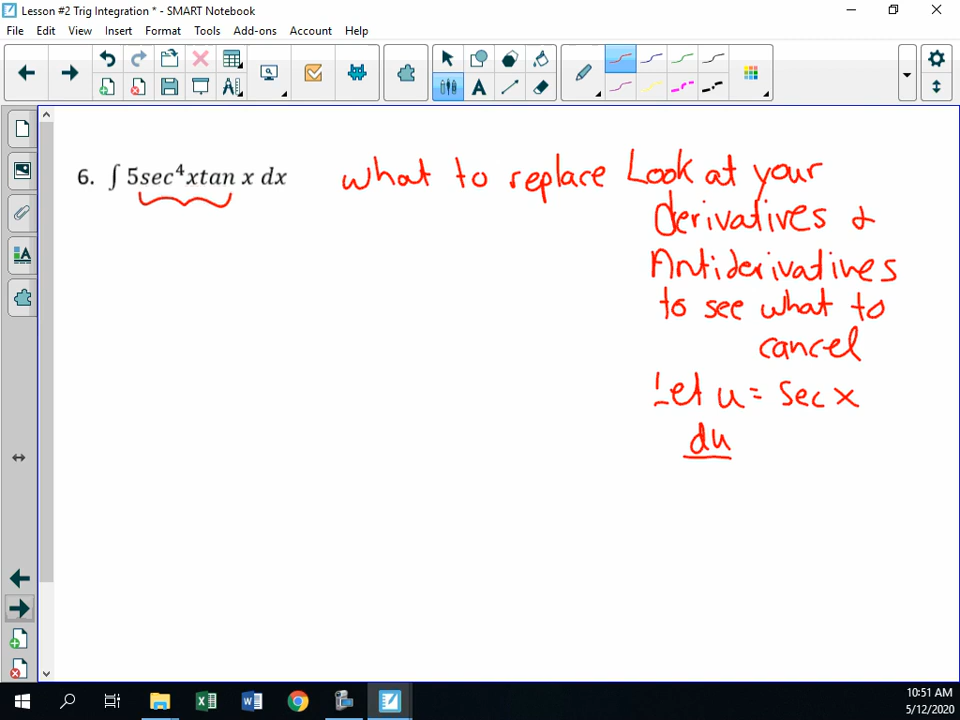 Lesson #2 Trig Integration * - SMART Notebook
File Edit View Insert Format Tools Add-ons Account Help
6. ∫ 5sec⁴xtan x dx
what to replace Look at your
derivatives &
Antiderivatives
to see what to
cancel
Let u = sec x
du
10:51 AM
5/12/2020